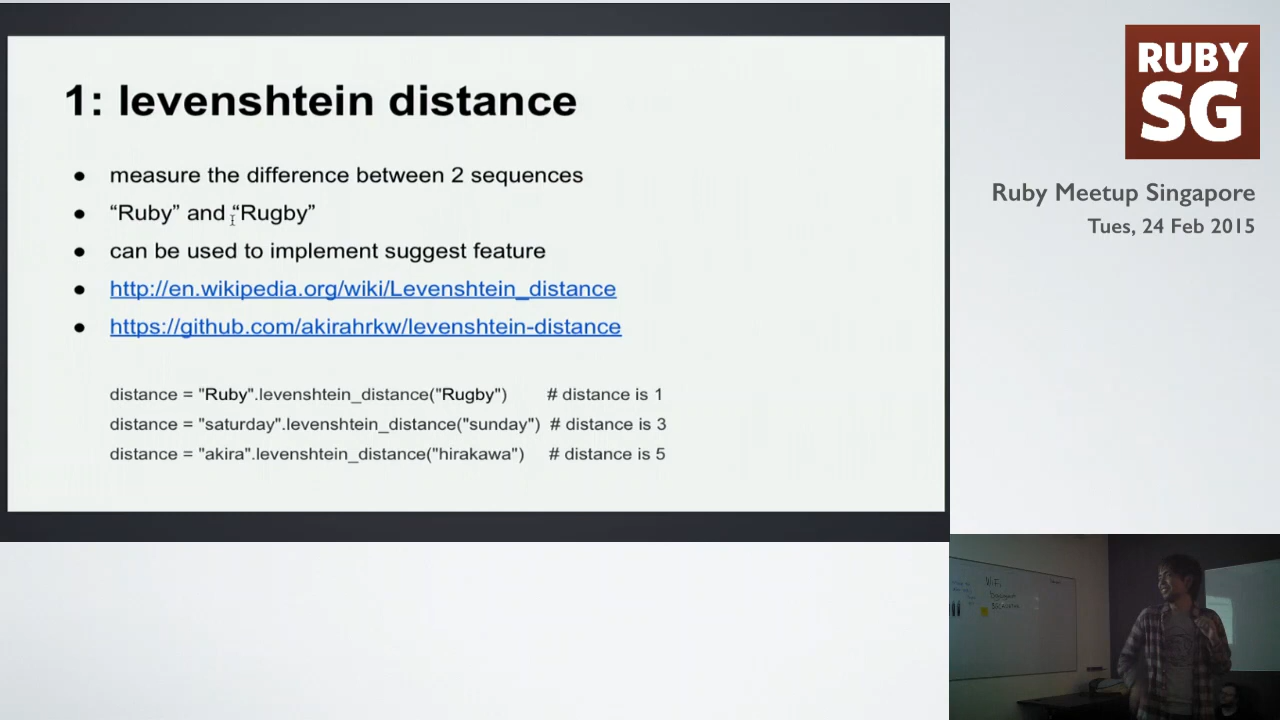 1: levenshtein distance
● measure the difference between 2 sequences
● “Ruby” and “Rugby”
● can be used to implement suggest feature
● http://en.wikipedia.org/wiki/Levenshtein_distance
● https://github.com/akirahrkw/levenshtein-distance
distance = "Ruby".levenshtein_distance("Rugby") # distance is 1
distance = "saturday".levenshtein_distance("sunday") # distance is 3
distance = "akira".levenshtein_distance("hirakawa") # distance is 5
RUBY
SG
Ruby Meetup Singapore
Tues, 24 Feb 2015